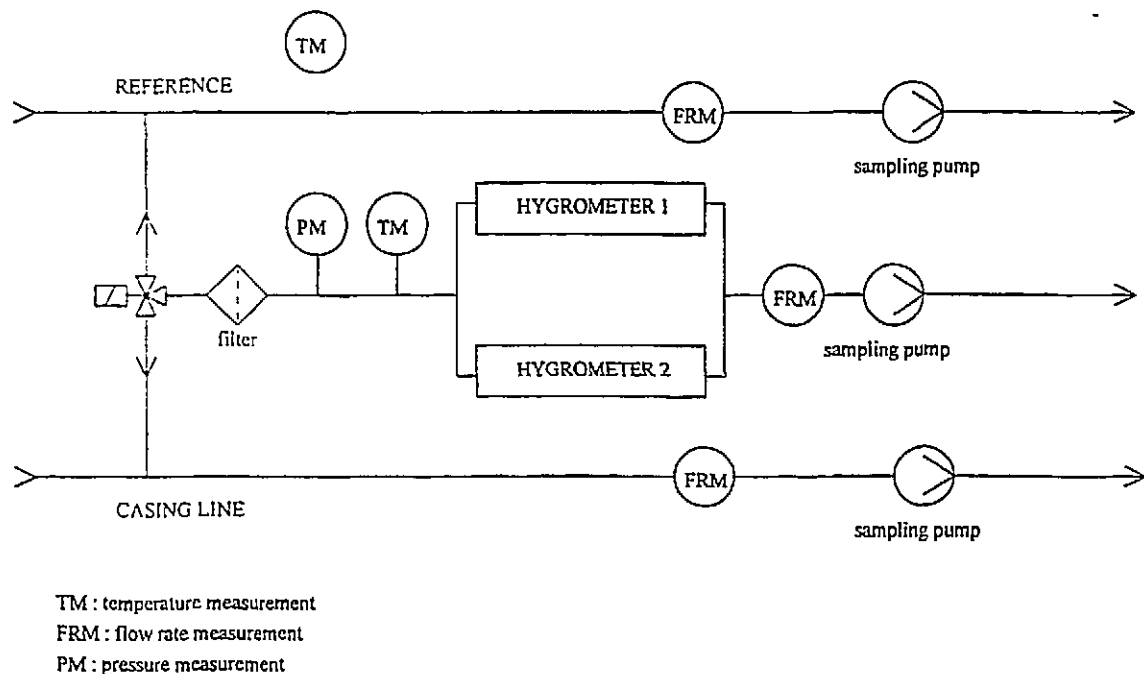 TM
REFERENCE
FRM
sampling pump
PM
TM
HYGROMETER 1
FRM
filter
sampling pump
HYGROMETER 2
FRM
CASING LINE
sampling pump
TM : temperature measurement
FRM : flow rate measurement
PM : pressure measurement